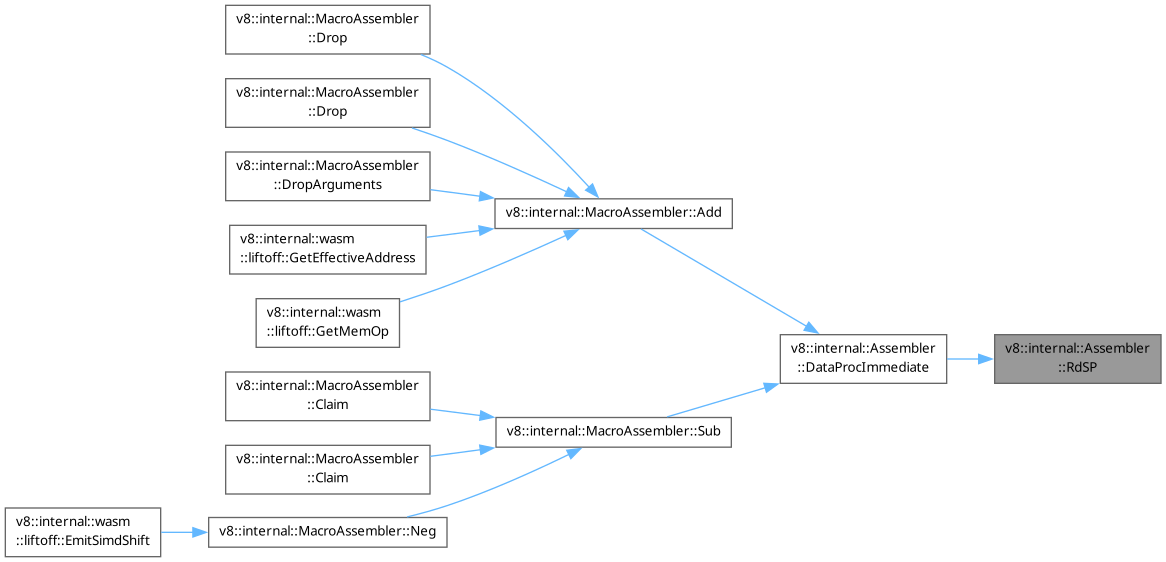 v8::internal::MacroAssembler
::Drop
v8::internal::MacroAssembler
::Drop
v8::internal::MacroAssembler
::DropArguments
v8::internal::MacroAssembler::Add
v8::internal::wasm
::liftoff::GetEffectiveAddress
v8::internal::wasm
::liftoff::GetMemOp
v8::internal::Assembler
::DataProcImmediate
v8::internal::Assembler
::RdSP
v8::internal::MacroAssembler
::Claim
v8::internal::MacroAssembler::Sub
v8::internal::MacroAssembler
::Claim
v8::internal::wasm
::liftoff::EmitSimdShift
v8::internal::MacroAssembler::Neg